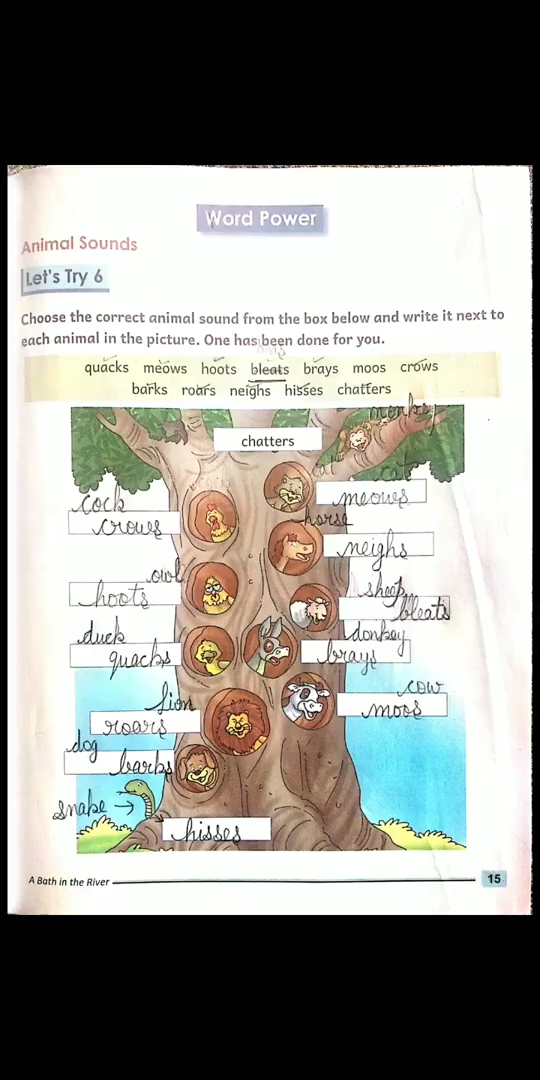 Word Power
Animal Sounds
Let's Try 6
Choose the correct animal sound from the box below and write it next to
each animal in the picture. One has been done for you.
quacks meows hoots bleats brays moos crows
barks roars neighs hisses chatters
monkey
chatters
cat
cock
meows
crows
horse
neighs
owl
hoots
sheep
bleats
duck
donkey
quacks
brays
lion
cow
roars
moos
dog
barks
snake →
hisses
A Bath in the River
15